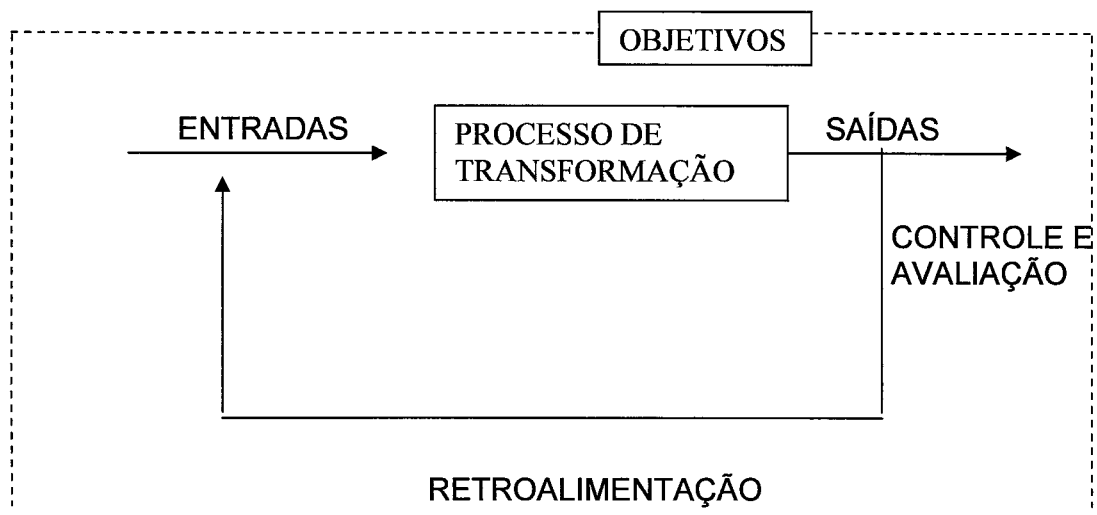 OBJETIVOS
ENTRADAS
PROCESSO DE
TRANSFORMAÇÃO
SAÍDAS
CONTROLE E
AVALIAÇÃO
RETROALIMENTAÇÃO